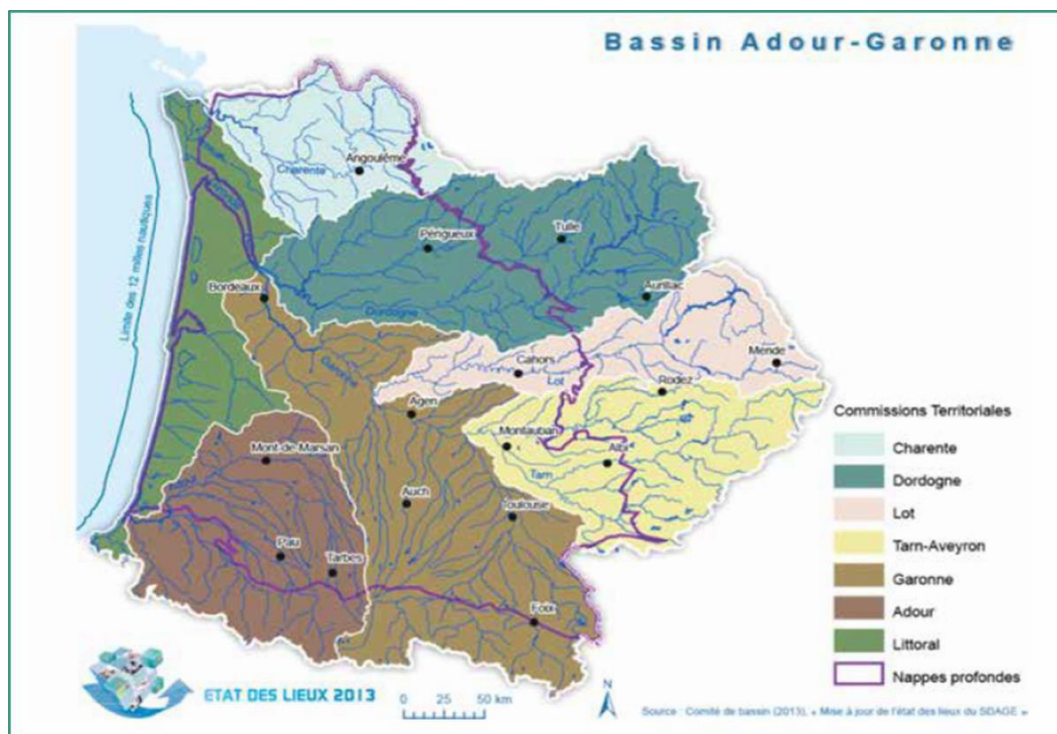 Bassin Adour-Garonne
Limite des 12 milles nautiques
Angoulême
Charente
Périgueux
Tulle
Bordeaux
Aurillac
Dordogne
Garonne
Cahors
Lot
Mende
Rodez
Agen
Montauban
Albi
Tarn
Mont-de-Marsan
Adour
Auch
Toulouse
Pau
Tarbes
Foix
Commissions Territoriales
Charente
Dordogne
Lot
Tarn-Aveyron
Garonne
Adour
Littoral
Nappes profondes
ETAT DES LIEUX 2013
0 25 50 km
N
Source : Comité de bassin (2013), « Mise à jour de l'état des lieux du SDAGE »